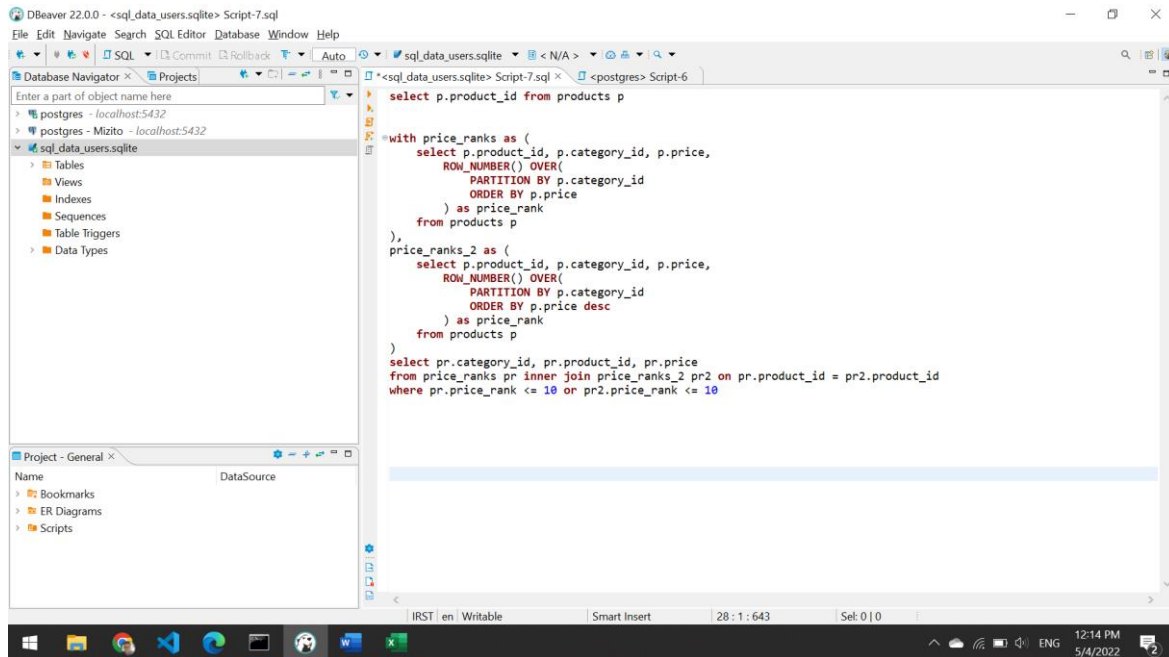 DBeaver 22.0.0 - <sql_data_users.sqlite> Script-7.sql
File Edit Navigate Search SQL Editor Database Window Help
SQL Commit Rollback Auto sql_data_users.sqlite < N/A >
Database Navigator Projects
*<sql_data_users.sqlite> Script-7.sql <postgres> Script-6
Enter a part of object name here
postgres - localhost:5432
postgres - Mizito - localhost:5432
sql_data_users.sqlite
Tables
Views
Indexes
Sequences
Table Triggers
Data Types
select p.product_id from products p
with price_ranks as (
select p.product_id, p.category_id, p.price,
ROW_NUMBER() OVER(
PARTITION BY p.category_id
ORDER BY p.price
) as price_rank
from products p
),
price_ranks_2 as (
select p.product_id, p.category_id, p.price,
ROW_NUMBER() OVER(
PARTITION BY p.category_id
ORDER BY p.price desc
) as price_rank
from products p
)
select pr.category_id, pr.product_id, pr.price
from price_ranks pr inner join price_ranks_2 pr2 on pr.product_id = pr2.product_id
where pr.price_rank <= 10 or pr2.price_rank <= 10
Project - General
Name DataSource
Bookmarks
ER Diagrams
Scripts
IRST en Writable Smart Insert 28 : 1 : 643 Sel: 0 | 0
ENG 12:14 PM
5/4/2022
2